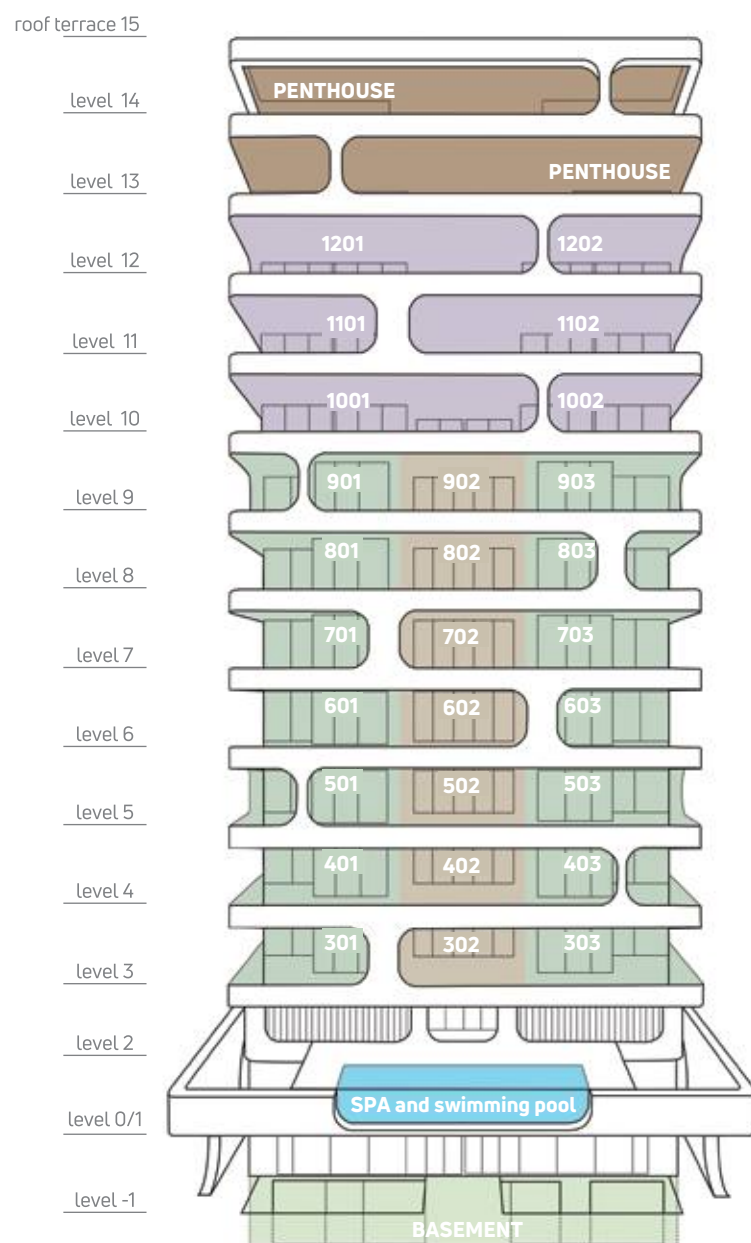 roof terrace 15
PENTHOUSE
level 14
PENTHOUSE
level 13
1201 1202
level 12
1101 1102
level 11
1001 1002
level 10
901 902 903
level 9
801 802 803
level 8
701 702 703
level 7
601 602 603
level 6
501 502 503
level 5
401 402 403
level 4
301 302 303
level 3
level 2
SPA and swimming pool
level 0/1
level -1
BASEMENT